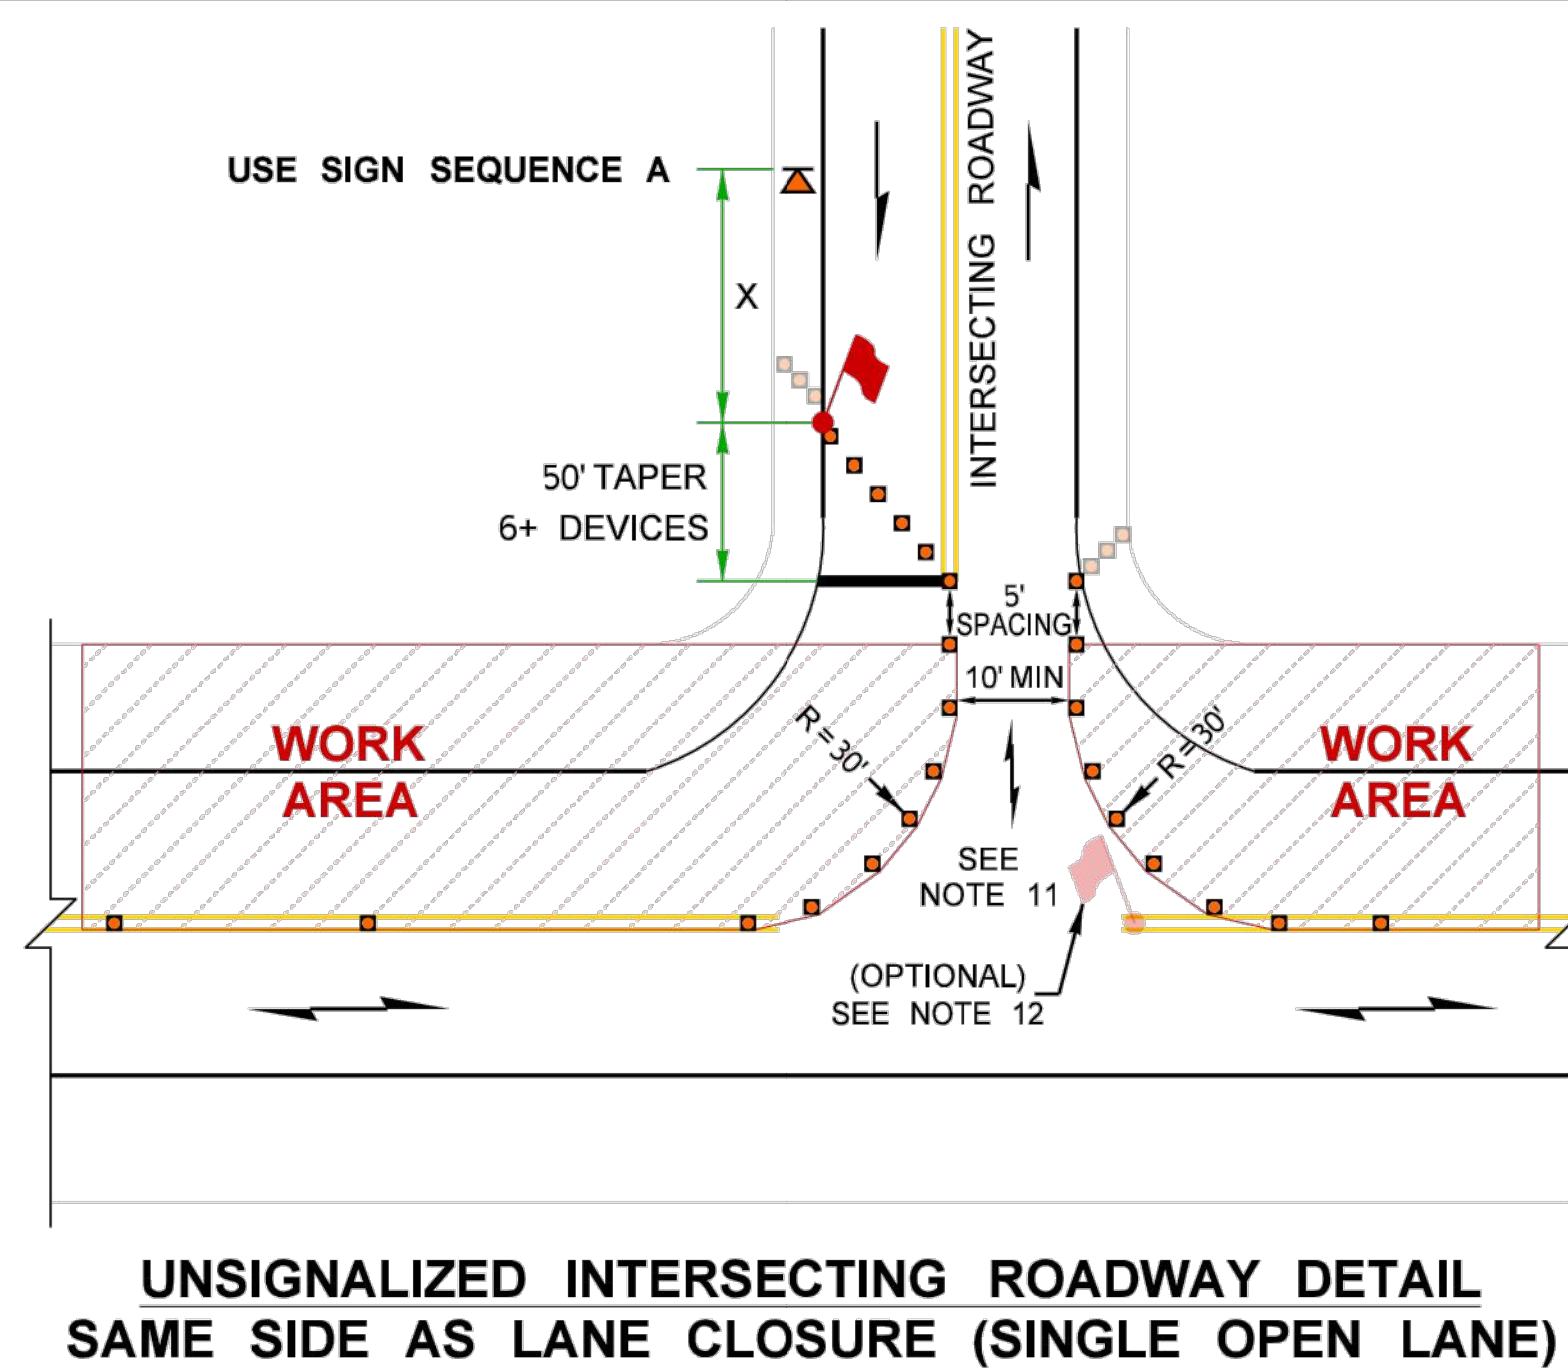 USE SIGN SEQUENCE A
INTERSECTING ROADWAY
X
50' TAPER
6+ DEVICES
5'
SPACING
10' MIN
R=30'
R=30'
WORK
AREA
WORK
AREA
SEE
NOTE 11
(OPTIONAL)
SEE NOTE 12
UNSIGNALIZED INTERSECTING ROADWAY DETAIL
SAME SIDE AS LANE CLOSURE (SINGLE OPEN LANE)